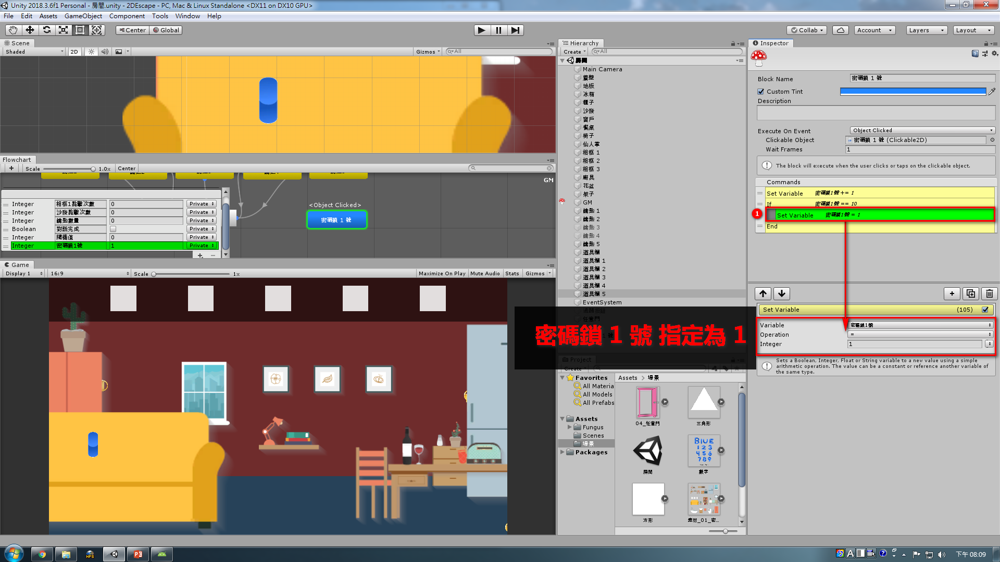 Unity 2018.3.6f1 Personal - 房間.unity - 2DEscape - PC, Mac & Linux Standalone <DX11 on DX10 GPU>
File Edit Assets GameObject Component Tools Window Help
Center Global
Collab Account Layers Layout
Scene
Shaded 2D Gizmos All
Flowchart
Scale 1.0x Center
GM
Integer 相框1點擊次數 0 Private
Integer 沙發點擊次數 0 Private
Integer 鑰匙數量 0 Private
Boolean 對話完成 Private
Integer 隨機值 0 Private
Integer 密碼鎖1號 1 Private
<Object Clicked>
密碼鎖 1 號
Game
Display 1 16:9 Scale 1x Maximize On Play Mute Audio Stats Gizmos
Hierarchy
Create All
房間
Main Camera
牆壁
地板
冰箱
櫃子
沙發
窗戶
餐桌
椅子
仙人掌
相框 1
相框 2
相框 3
廚具
花盆
架子
GM
鑰匙 1
鑰匙 2
鑰匙 3
鑰匙 4
鑰匙 5
道具欄
道具欄 1
道具欄 2
道具欄 3
道具欄 4
道具欄 5
EventSystem
任意門
密碼鎖 1 號 指定為 1
Project
Create
Favorites
All Materia
All Models
All Prefabs
Assets
Fungus
Scenes
場景
Packages
Assets > 場景
04_任意門
三角形
BLUE
123
456
789
房間
數字
方形
素材_01_密...
Inspector
Block Name 密碼鎖 1 號
Custom Tint
Description
Execute On Event Object Clicked
Clickable Object 密碼鎖 1 號 (Clickable2D)
Wait Frames 1
The block will execute when the user clicks or taps on the clickable object.
Commands
Set Variable 密碼鎖1號 += 1
If 密碼鎖1號 == 10
1
Set Variable 密碼鎖1號 = 1
End
Set Variable (105)
Variable 密碼鎖1號
Operation =
Integer 1
Sets a Boolean, Integer, Float or String variable to a new value using a simple
arithmetic operation. The value can be a constant or reference another variable of
the same type.
HFS
A
下午 08:09